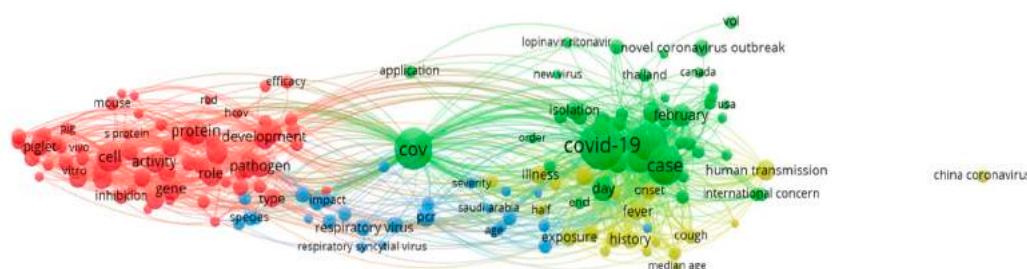 vol
lopinavir ritonavir
novel coronavirus outbreak
application
new virus
thailand
canada
efficacy
mouse
rod
hcov
isolation
february
usa
pig
s protein
protein
development
order
covid-19
piglet
vivo
cov
cell
activity
vitro
role
pathogen
case
human transmission
china coronavirus
inhibition
gene
type
impact
severity
illness
day
onset
international concern
species
pcr
saudi arabia
half
end
fever
respiratory virus
age
exposure
history
cough
respiratory syncytial virus
median age